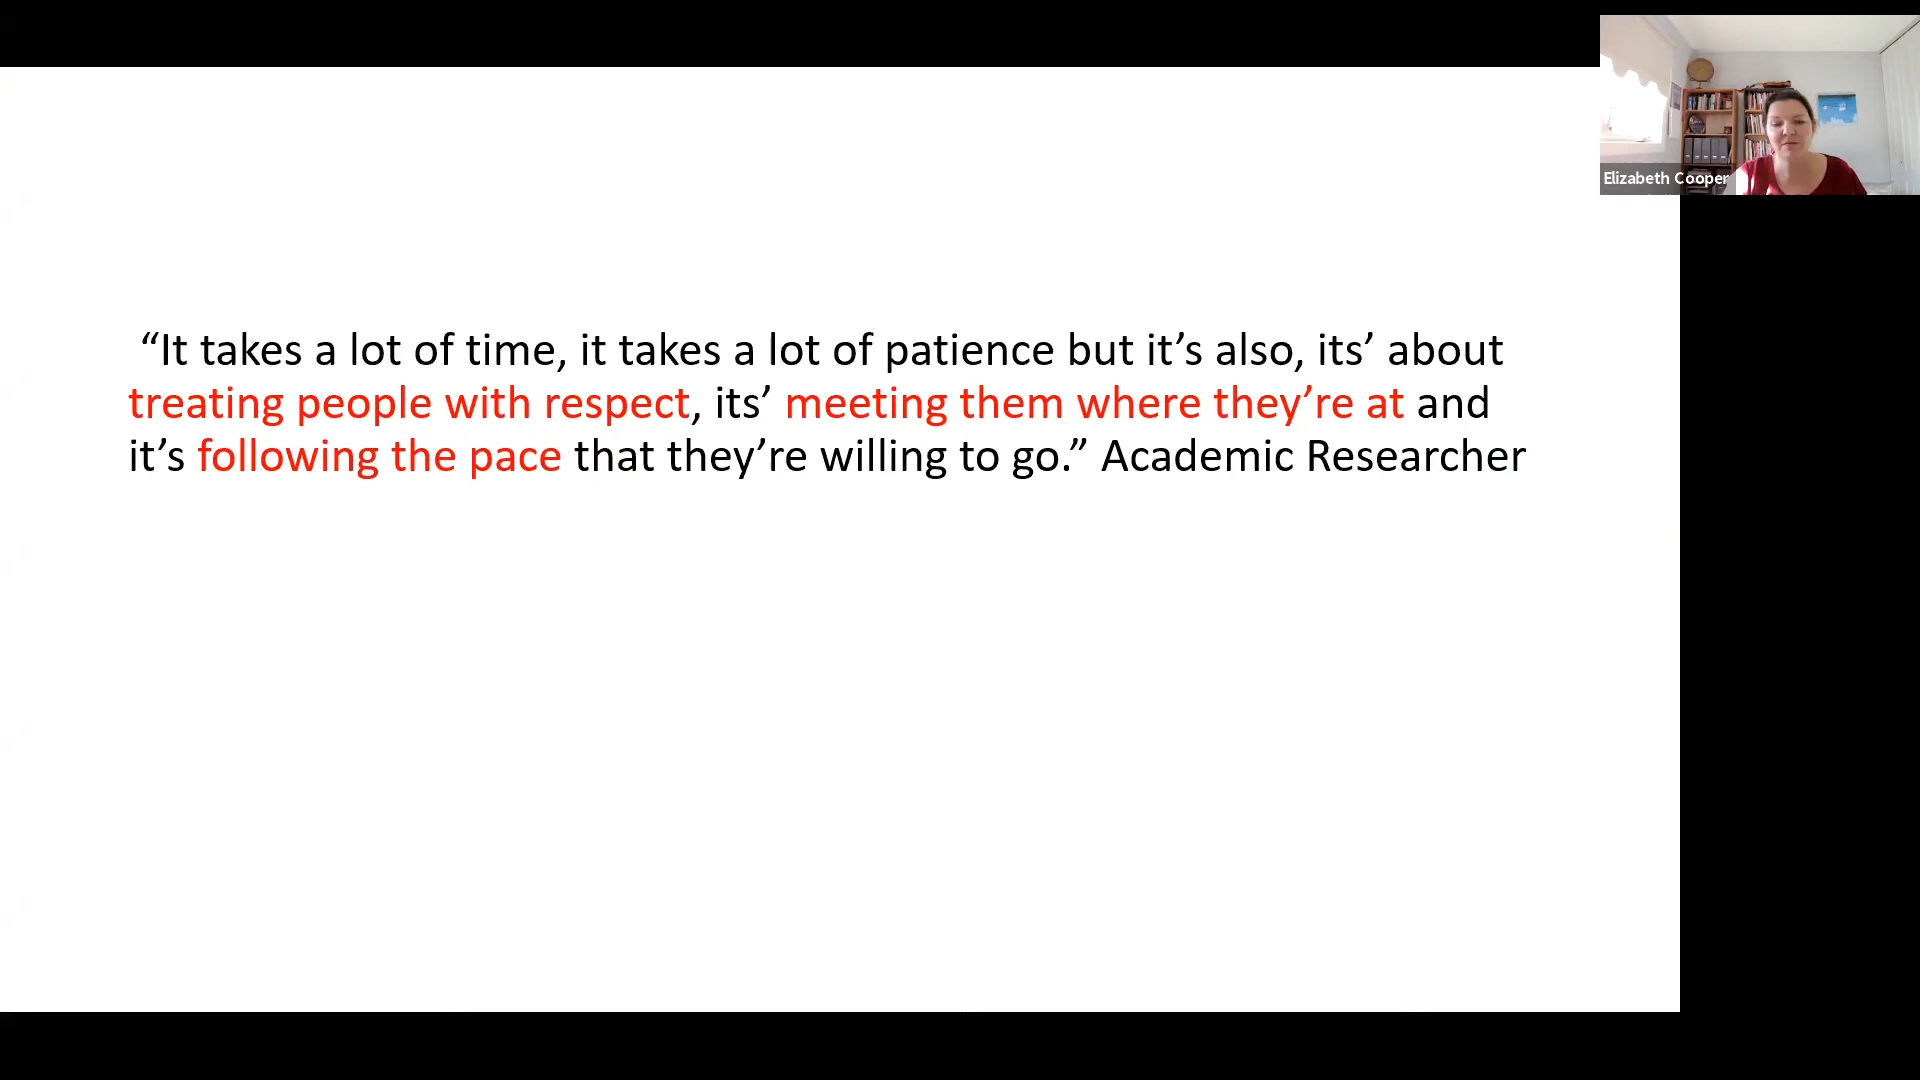 “It takes a lot of time, it takes a lot of patience but it’s also, its’ about
treating people with respect, its’ meeting them where they’re at and
it’s following the pace that they’re willing to go.” Academic Researcher
Elizabeth Cooper